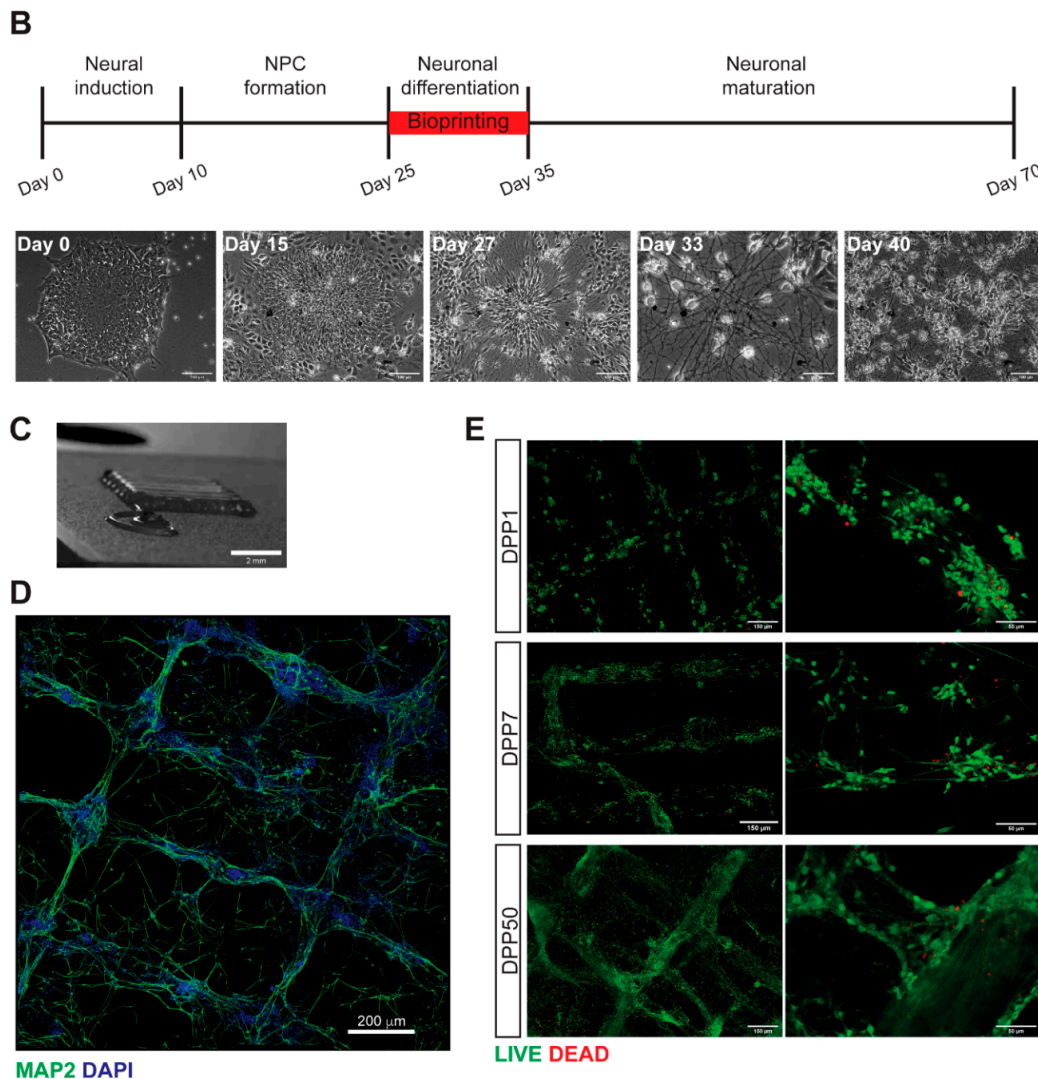 B
Neural
induction
NPC
formation
Neuronal
differentiation
Neuronal
maturation
Bioprinting
Day 0
Day 10
Day 25
Day 35
Day 70
Day 0
Day 15
Day 27
Day 33
Day 40
C
2 mm
D
200 μm
MAP2 DAPI
E
DPP1
150 μm
50 μm
DPP7
150 μm
50 μm
DPP50
150 μm
50 μm
LIVE DEAD